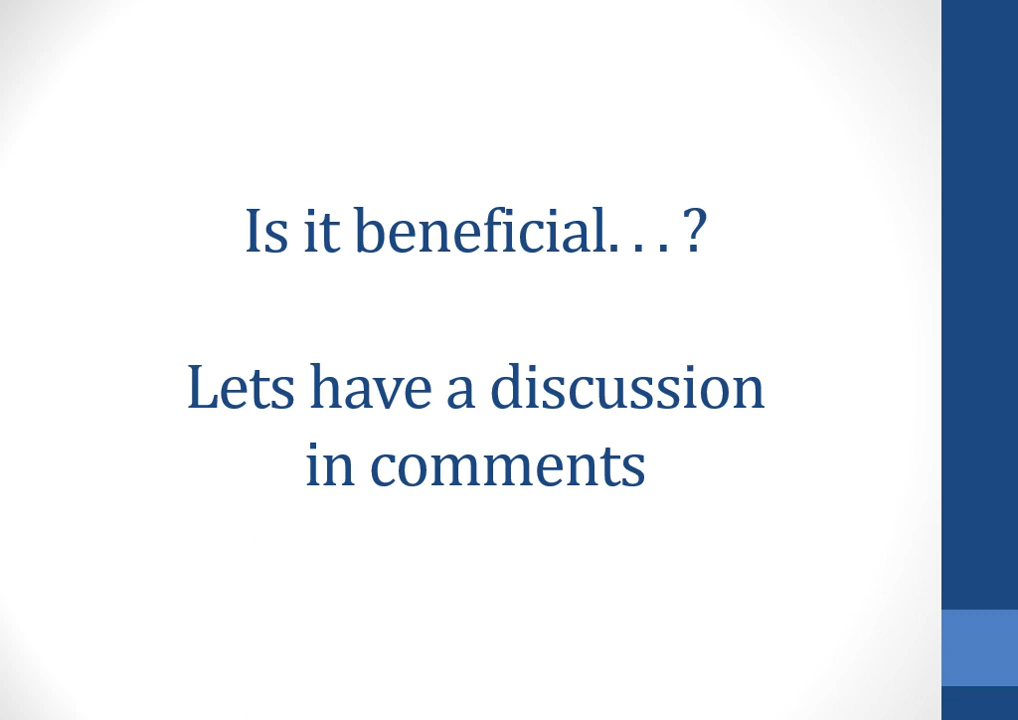 Is it beneficial. . . ?
Lets have a discussion
in comments